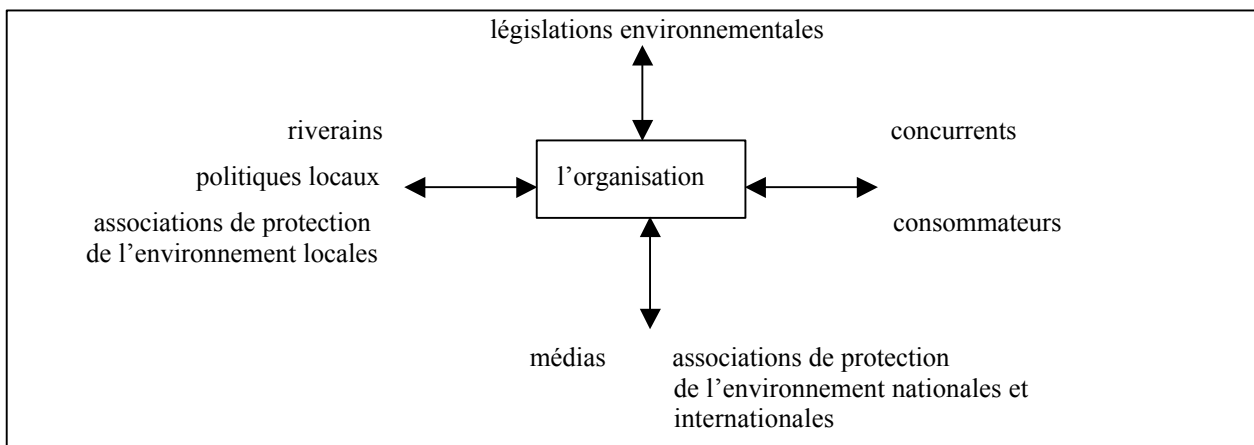 législations environnementales
riverains
concurrents
politiques locaux
l’organisation
associations de protection
de l’environnement locales
consommateurs
médias
associations de protection
de l’environnement nationales et
internationales